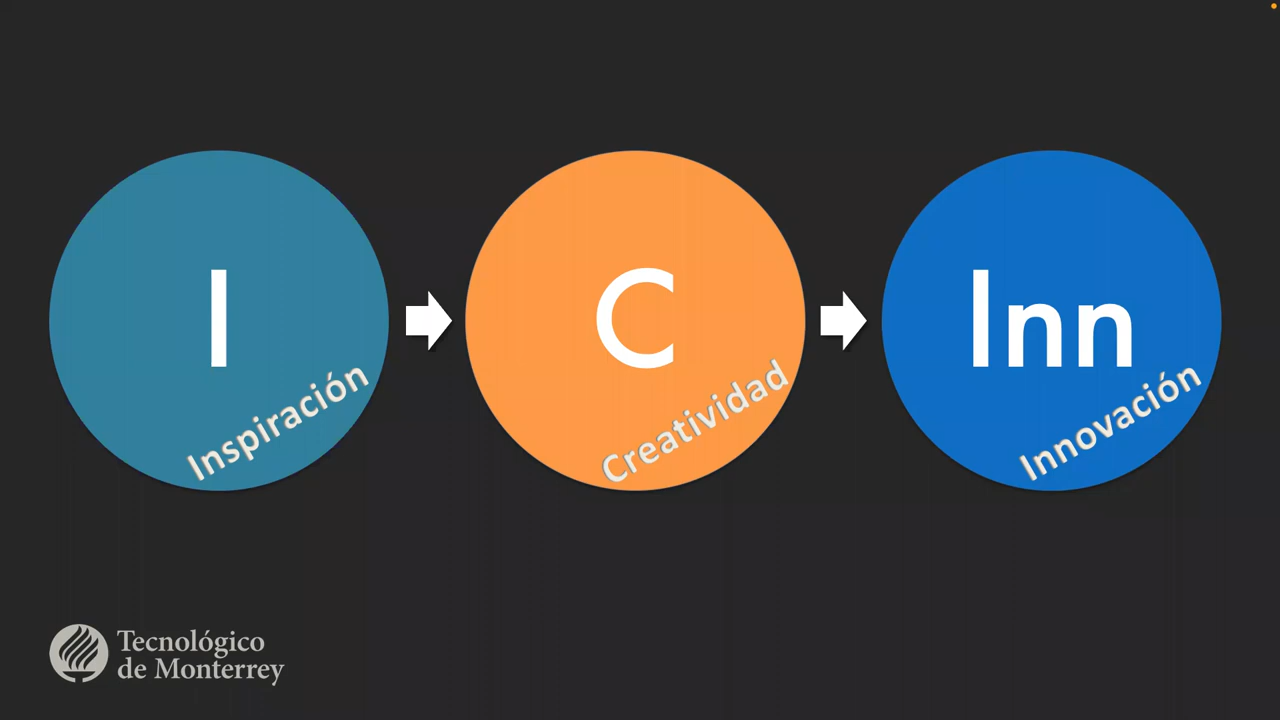 I
Inspiración
C
Creatividad
Inn
Innovación
Tecnológico
de Monterrey